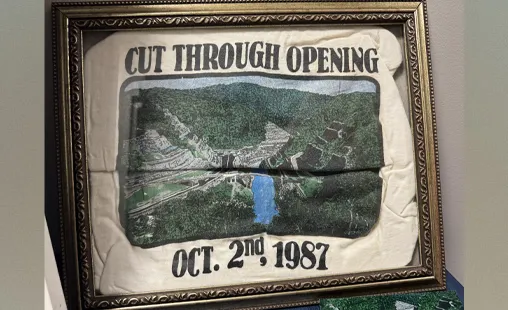 CUT THROUGH OPENING
OCT. 2nd, 1987